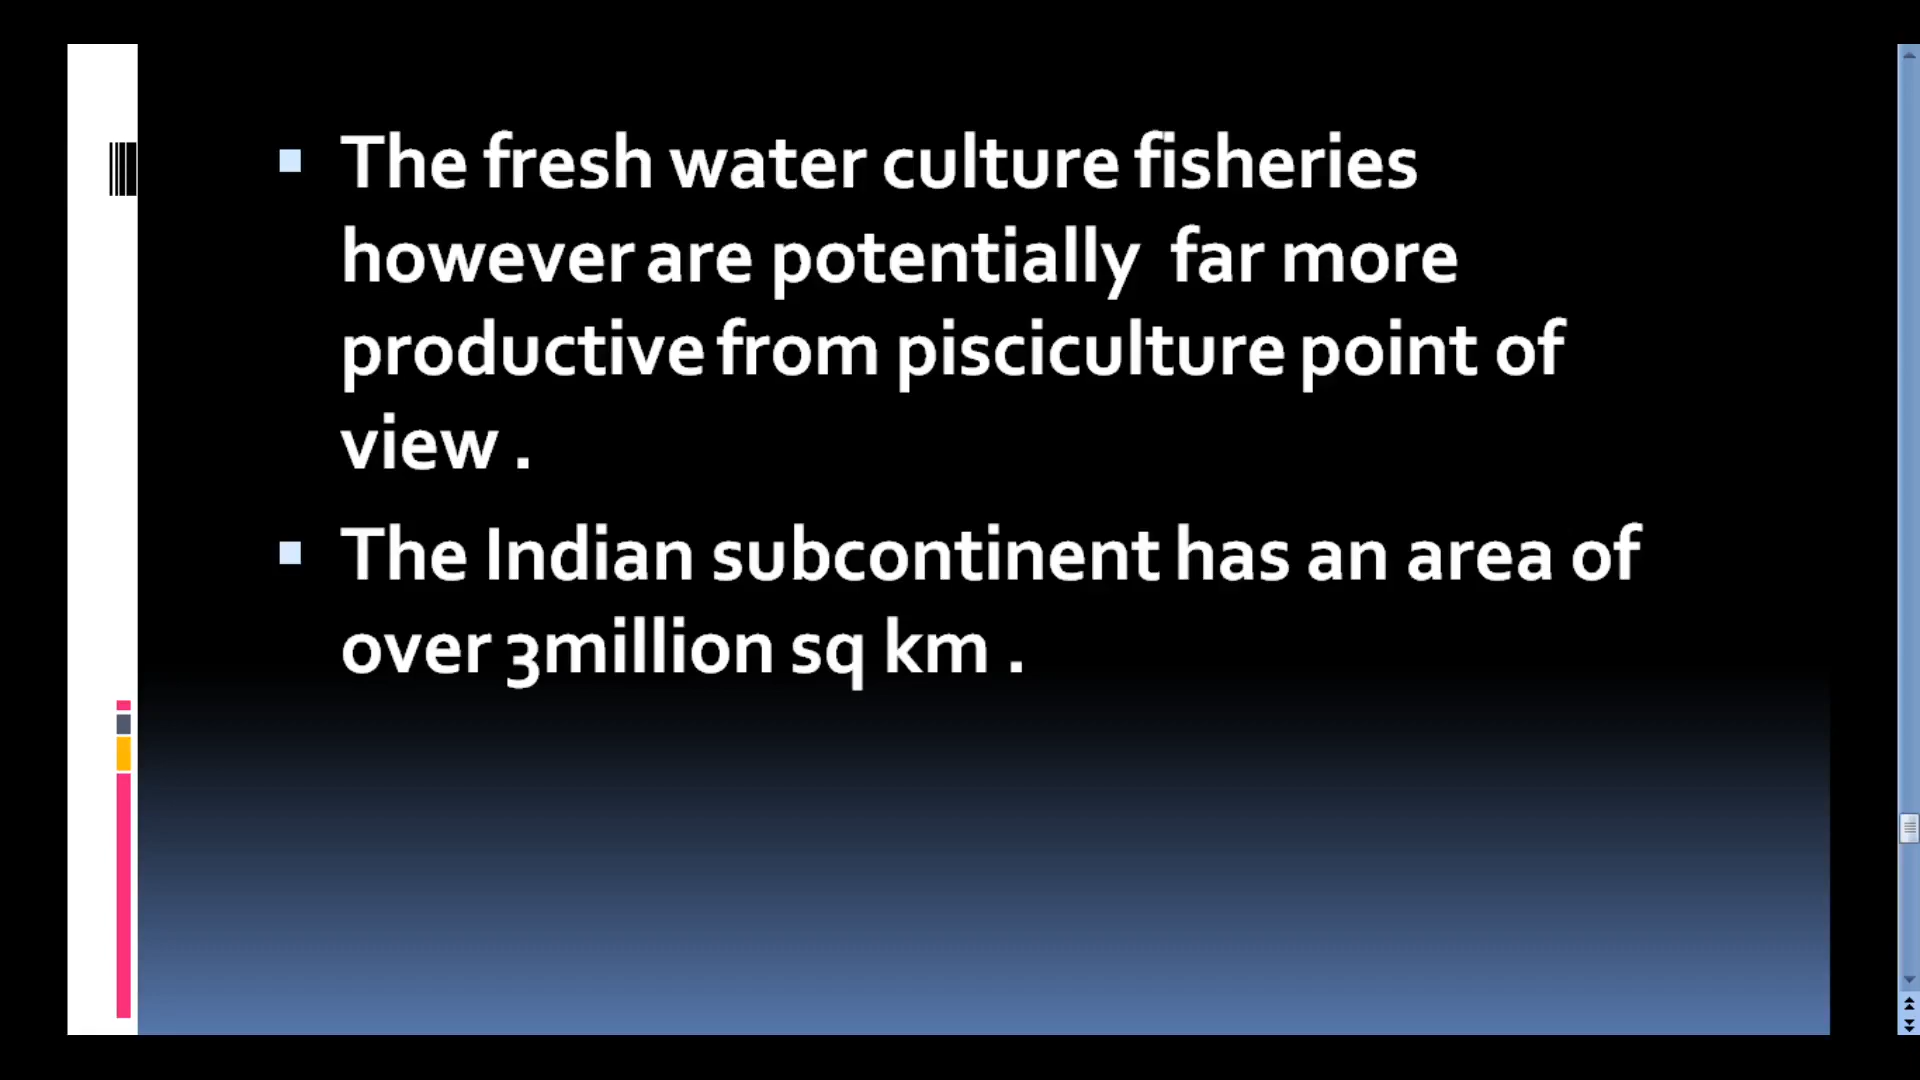 The fresh water culture fisheries
however are potentially  far more
productive from pisciculture point of
view .
The Indian subcontinent has an area of
over 3million sq km .